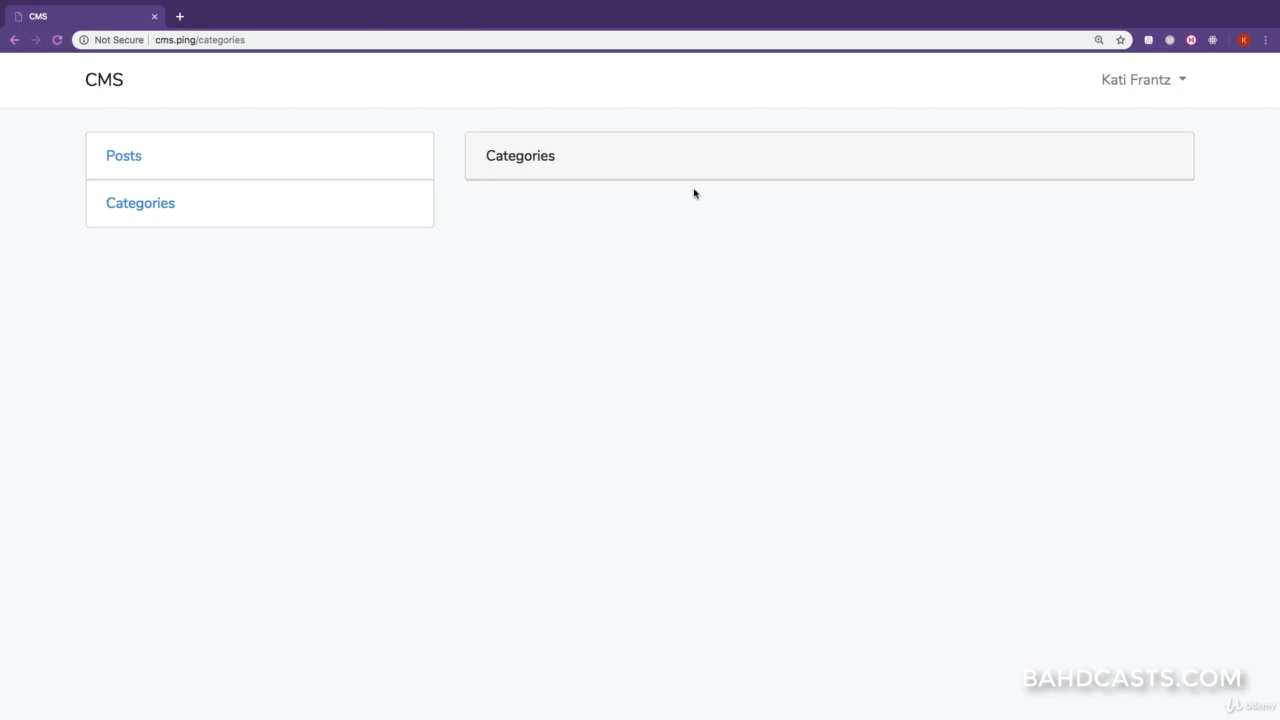 CMS
Not Secure | cms.ping/categories
K
CMS
Kati Frantz
Posts
Categories
Categories
BAHDCASTS.COM
Udemy